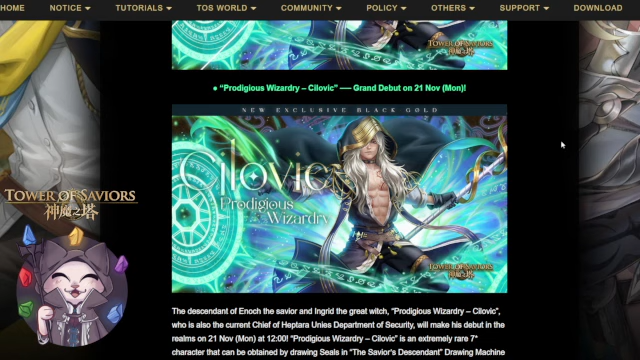 HOME NOTICE TUTORIALS TOS WORLD COMMUNITY POLICY OTHERS SUPPORT DOWNLOAD
TOWER OF SAVIORS
神魔之塔
● “Prodigious Wizardry – Cilovic” ── Grand Debut on 21 Nov (Mon)!
NEW EXCLUSIVE BLACK GOLD
Cilovic
Prodigious
Wizardry
TOWER OF SAVIORS
神魔之塔
TOWER OF SAVIORS
神魔之塔
The descendant of Enoch the savior and Ingrid the great witch, “Prodigious Wizardry – Cilovic”,
who is also the current Chief of Heptara Unies Department of Security, will make his debut in the
realms on 21 Nov (Mon) at 12:00! “Prodigious Wizardry – Cilovic” is an extremely rare 7*
character that can be obtained by drawing Seals in “The Savior's Descendant” Drawing Machine